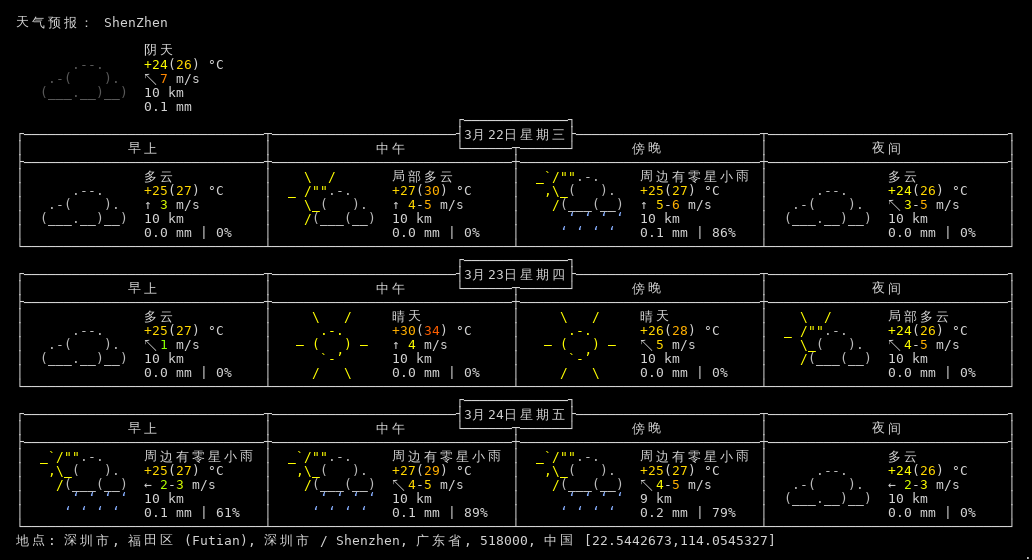 天气预报： ShenZhen
阴天
+24(26) °C
↖7 m/s
10 km
0.1 mm
3月22日星期三
早上 中午 傍晚 夜间
多云 局部多云 周边有零星小雨 多云
+25(27) °C +27(30) °C +25(27) °C +24(26) °C
↑ 3 m/s ↑ 4-5 m/s ↑ 5-6 m/s ↖3-5 m/s
10 km 10 km 10 km 10 km
0.0 mm | 0% 0.0 mm | 0% 0.1 mm | 86% 0.0 mm | 0%
3月23日星期四
早上 中午 傍晚 夜间
多云 晴天 晴天 局部多云
+25(27) °C +30(34) °C +26(28) °C +24(26) °C
↖1 m/s ↑ 4 m/s ↖5 m/s ↖4-5 m/s
10 km 10 km 10 km 10 km
0.0 mm | 0% 0.0 mm | 0% 0.0 mm | 0% 0.0 mm | 0%
3月24日星期五
早上 中午 傍晚 夜间
周边有零星小雨 周边有零星小雨 周边有零星小雨 多云
+25(27) °C +27(29) °C +25(27) °C +24(26) °C
← 2-3 m/s ↖4-5 m/s ↖4-5 m/s ← 2-3 m/s
10 km 10 km 9 km 10 km
0.1 mm | 61% 0.1 mm | 89% 0.2 mm | 79% 0.0 mm | 0%
地点: 深圳市, 福田区 (Futian), 深圳市 / Shenzhen, 广东省, 518000, 中国 [22.5442673,114.0545327]